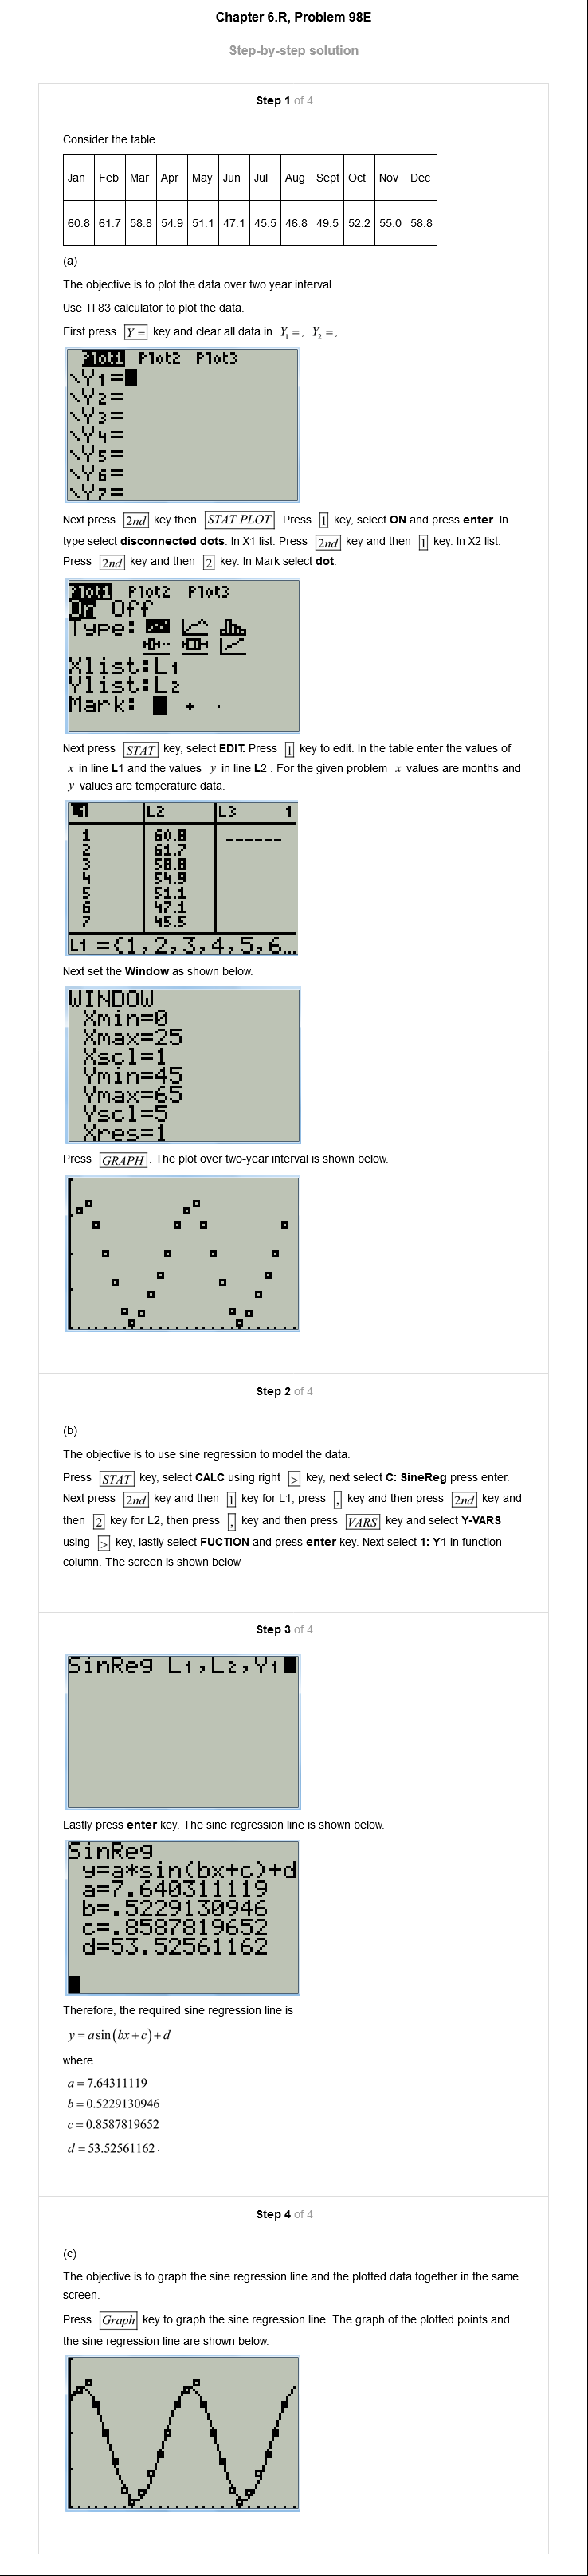 Chapter 6.R, Problem 98E
Step-by-step solution
Step 1 of 4
Consider the table
Jan Feb Mar Apr May Jun Jul Aug Sept Oct Nov Dec
60.8 61.7 58.8 54.9 51.1 47.1 45.5 46.8 49.5 52.2 55.0 58.8
(a)
The objective is to plot the data over two year interval.
Use TI 83 calculator to plot the data.
First press Y = key and clear all data in Y₁ = , Y₂ = ,...
Plot1 Plot2 Plot3
\Y1=
\Y2=
\Y3=
\Y4=
\Y5=
\Y6=
\Y7=
Next press 2nd key then STAT PLOT . Press 1 key, select ON and press enter. In
type select disconnected dots. In X1 list: Press 2nd key and then 1 key. In X2 list:
Press 2nd key and then 2 key. In Mark select dot.
Plot1 Plot2 Plot3
On Off
Type:
Xlist:L1
Ylist:L2
Mark: + ·
Next press STAT key, select EDIT. Press 1 key to edit. In the table enter the values of
x in line L1 and the values y in line L2 . For the given problem x values are months and
y values are temperature data.
L1 L2 L3 1
1 60.8 ------
2 61.7
3 58.8
4 54.9
5 51.1
6 47.1
7 45.5
L1 ={1,2,3,4,5,6...
Next set the Window as shown below.
WINDOW
Xmin=0
Xmax=25
Xscl=1
Ymin=45
Ymax=65
Yscl=5
Xres=1
Press GRAPH . The plot over two-year interval is shown below.
Step 2 of 4
(b)
The objective is to use sine regression to model the data.
Press STAT key, select CALC using right > key, next select C: SineReg press enter.
Next press 2nd key and then 1 key for L1, press , key and then press 2nd key and
then 2 key for L2, then press , key and then press VARS key and select Y-VARS
using > key, lastly select FUCTION and press enter key. Next select 1: Y1 in function
column. The screen is shown below
Step 3 of 4
SinReg L1,L2,Y1
Lastly press enter key. The sine regression line is shown below.
SinReg
y=a*sin(bx+c)+d
a=7.640311119
b=.5229130946
c=.8587819652
d=53.52561162
Therefore, the required sine regression line is
y = a sin(bx + c) + d
where
a = 7.64311119
b = 0.5229130946
c = 0.8587819652
d = 53.52561162 .
Step 4 of 4
(c)
The objective is to graph the sine regression line and the plotted data together in the same
screen.
Press Graph key to graph the sine regression line. The graph of the plotted points and
the sine regression line are shown below.